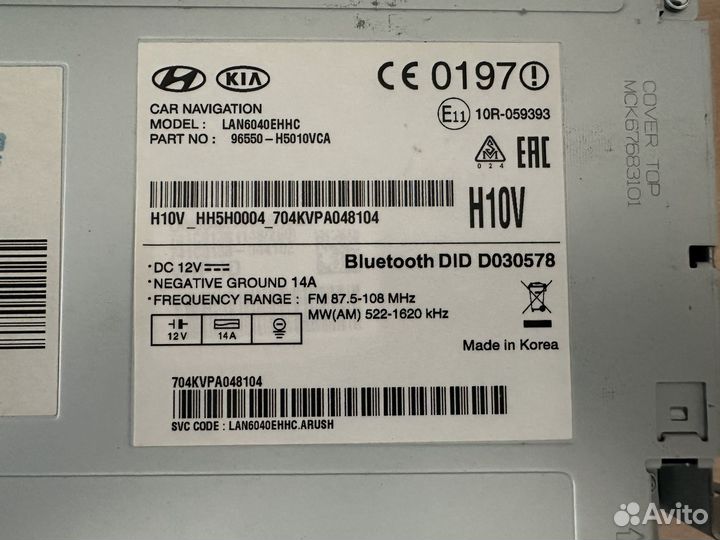 KIA
CE 0197
CAR NAVIGATION
MODEL : LAN6040EHHC
PART NO : 96550-H5010VCA
E11 10R-059393
024
EAC
H10V_HH5H0004_704KVPA048104
H10V
Bluetooth DID D030578
·DC 12V
·NEGATIVE GROUND 14A
·FREQUENCY RANGE : FM 87.5-108 MHz
MW(AM) 522-1620 kHz
12V 14A
Made in Korea
704KVPA048104
SVC CODE : LAN6040EHHC.ARUSH
COVER TOP
MCK67683101
Avito